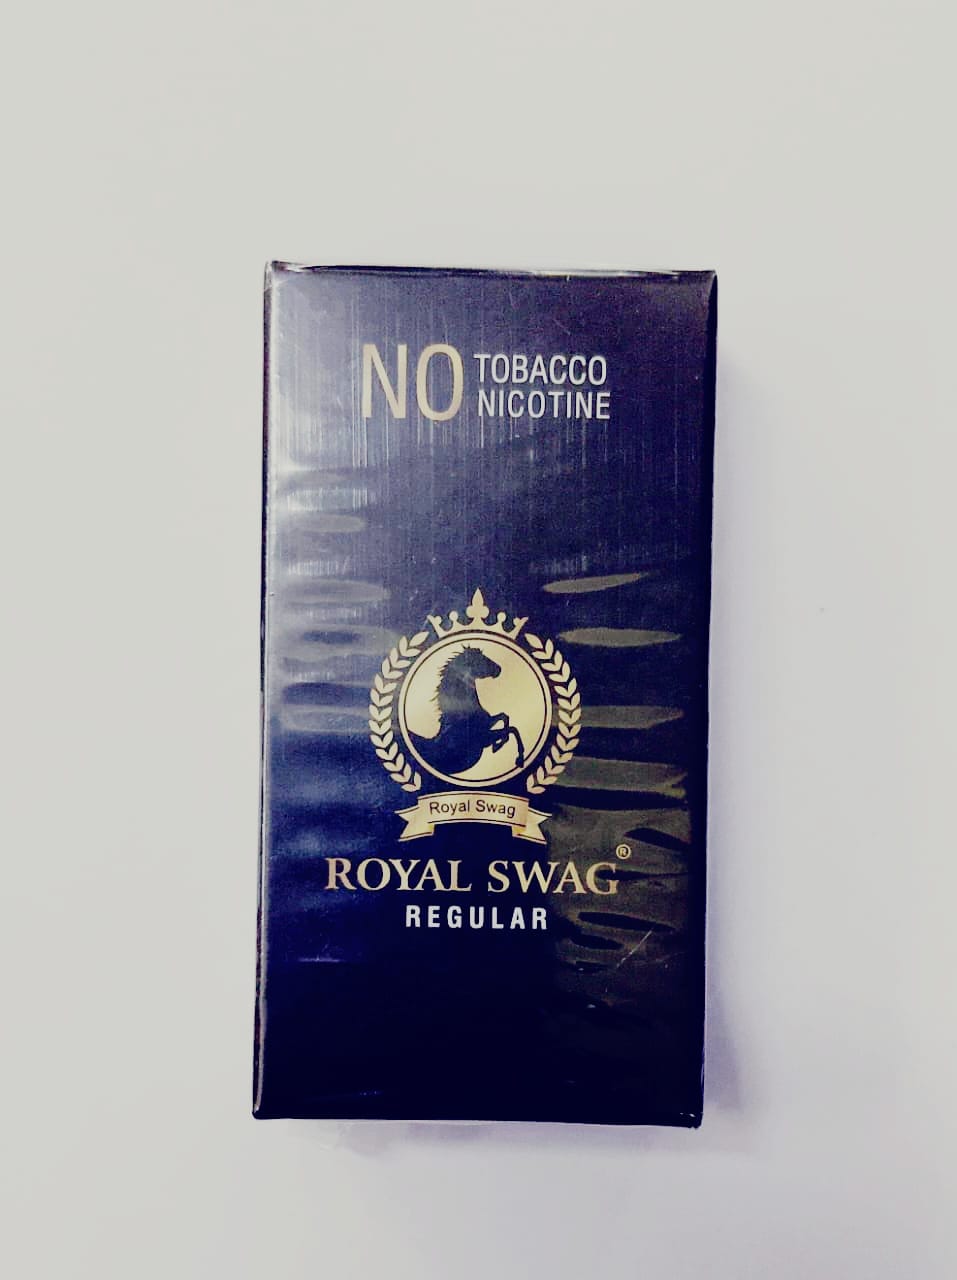 NO TOBACCO
NICOTINE
Royal Swag
ROYAL SWAG®
REGULAR